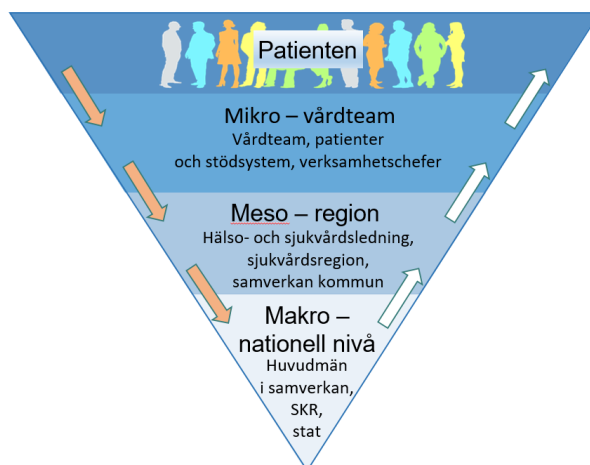 Patienten
Mikro – vårdteam
Vårdteam, patienter
och stödsystem, verksamhetschefer
Meso – region
Hälso- och sjukvårdsledning,
sjukvårdsregion,
samverkan kommun
Makro –
nationell nivå
Huvudmän
i samverkan,
SKR,
stat